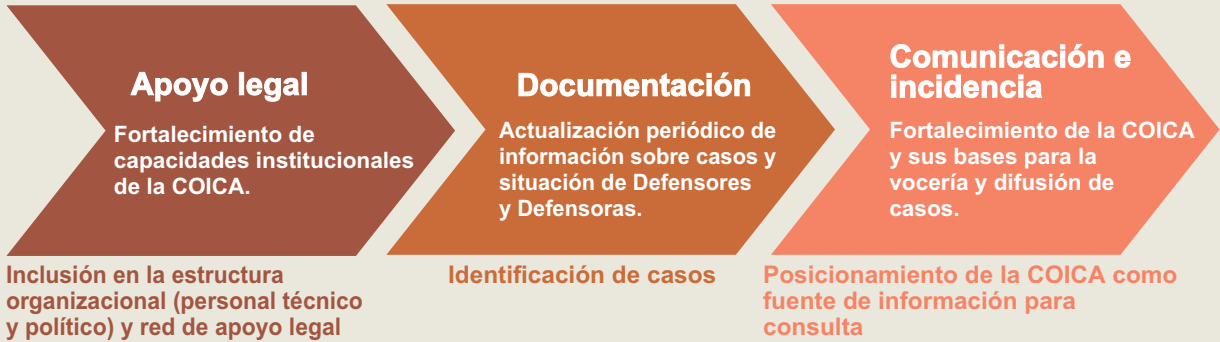 Apoyo legal
Fortalecimiento de
capacidades institucionales
de la COICA.
Inclusión en la estructura
organizacional (personal técnico
y político) y red de apoyo legal
Documentación
Actualización periódico de
información sobre casos y
situación de Defensores
y Defensoras.
Identificación de casos
Comunicación e
incidencia
Fortalecimiento de la COICA
y sus bases para la
vocería y difusión de
casos.
Posicionamiento de la COICA como
fuente de información para
consulta